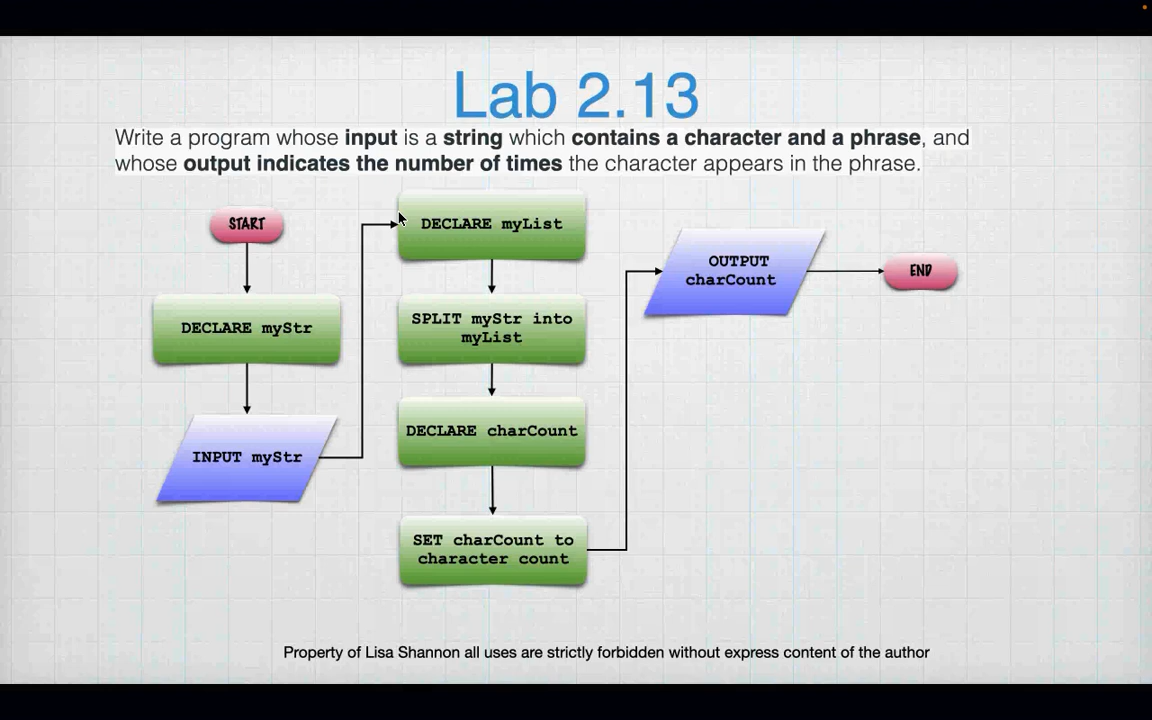 Lab 2.13
Write a program whose input is a string which contains a character and a phrase, and
whose output indicates the number of times the character appears in the phrase.
START
DECLARE myStr
INPUT myStr
DECLARE myList
SPLIT myStr into
myList
DECLARE charCount
SET charCount to
character count
OUTPUT
charCount
END
Property of Lisa Shannon all uses are strictly forbidden without express content of the author